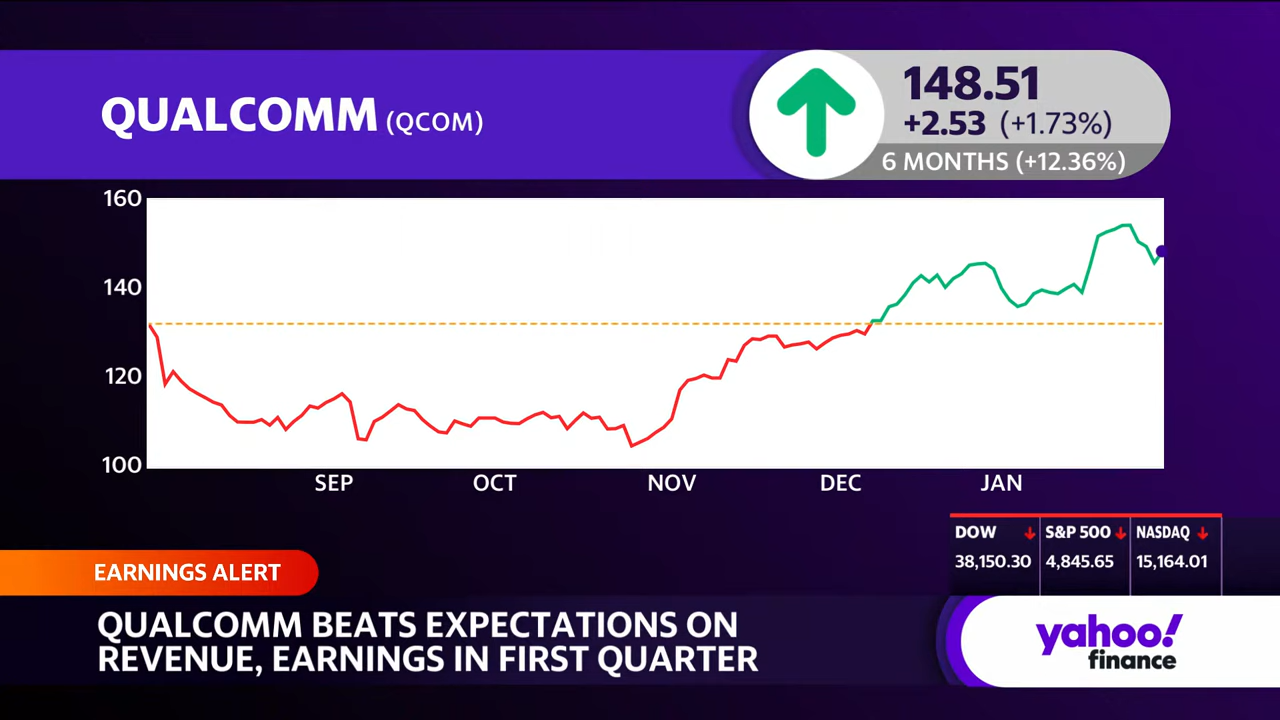 QUALCOMM (QCOM)
148.51
+2.53 (+1.73%)
6 MONTHS (+12.36%)
160
140
120
100
SEP OCT NOV DEC JAN
DOW S&P 500 NASDAQ
38,150.30 4,845.65 15,164.01
EARNINGS ALERT
QUALCOMM BEATS EXPECTATIONS ON
REVENUE, EARNINGS IN FIRST QUARTER
yahoo!
finance